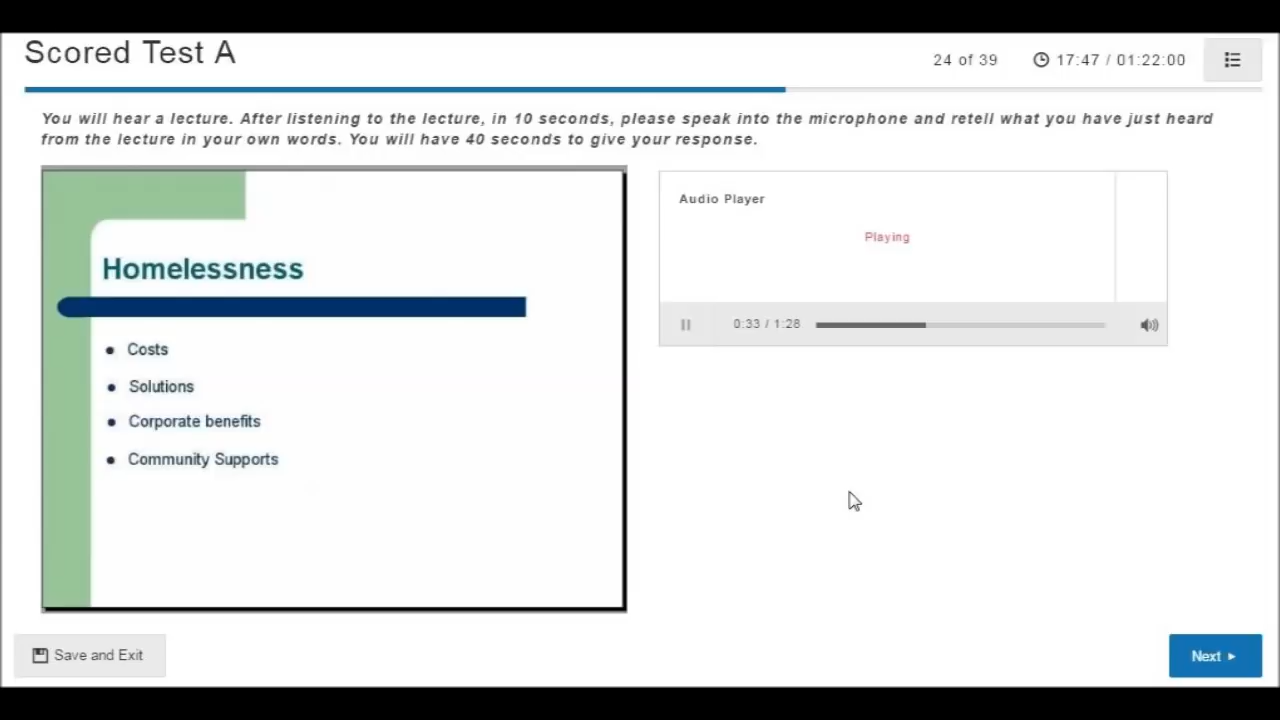 Scored Test A
24 of 39
17:47 / 01:22:00
You will hear a lecture. After listening to the lecture, in 10 seconds, please speak into the microphone and retell what you have just heard
from the lecture in your own words. You will have 40 seconds to give your response.
Homelessness
Costs
Solutions
Corporate benefits
Community Supports
Audio Player
Playing
0:33 / 1:28
Save and Exit
Next